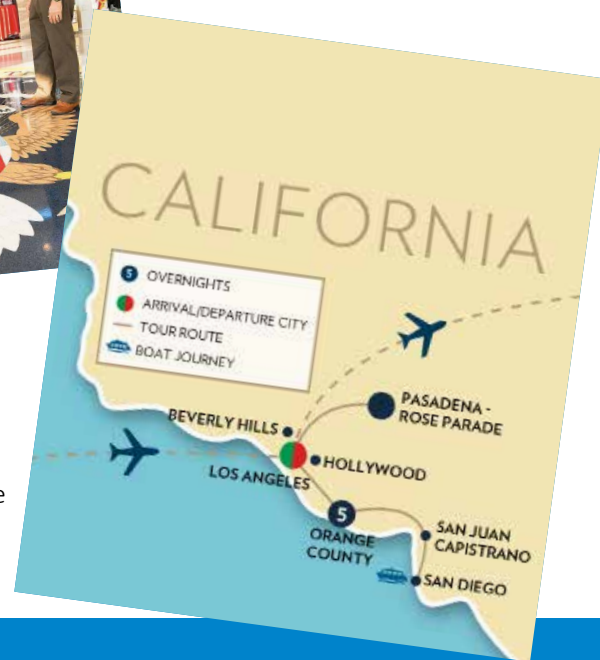 CALIFORNIA
5 OVERNIGHTS
ARRIVAL/DEPARTURE CITY
TOUR ROUTE
BOAT JOURNEY
PASADENA -
ROSE PARADE
BEVERLY HILLS
HOLLYWOOD
LOS ANGELES
e
5
ORANGE
COUNTY
SAN JUAN
CAPISTRANO
SAN DIEGO